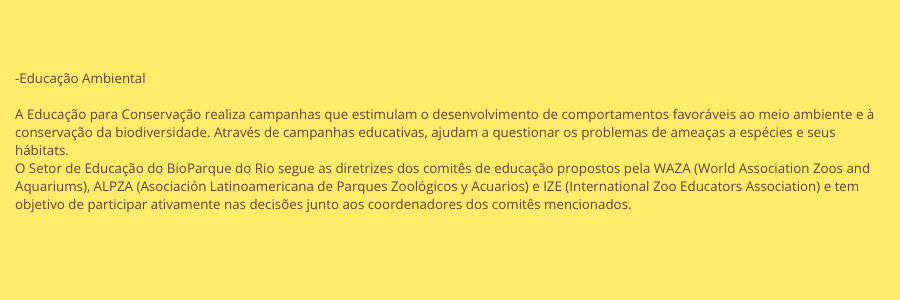 -Educação Ambiental
A Educação para Conservação realiza campanhas que estimulam o desenvolvimento de comportamentos favoráveis ao meio ambiente e à
conservação da biodiversidade. Através de campanhas educativas, ajudam a questionar os problemas de ameaças a espécies e seus
hábitats.
O Setor de Educação do BioParque do Rio segue as diretrizes dos comitês de educação propostos pela WAZA (World Association Zoos and
Aquariums), ALPZA (Asociación Latinoamericana de Parques Zoológicos y Acuarios) e IZE (International Zoo Educators Association) e tem
objetivo de participar ativamente nas decisões junto aos coordenadores dos comitês mencionados.